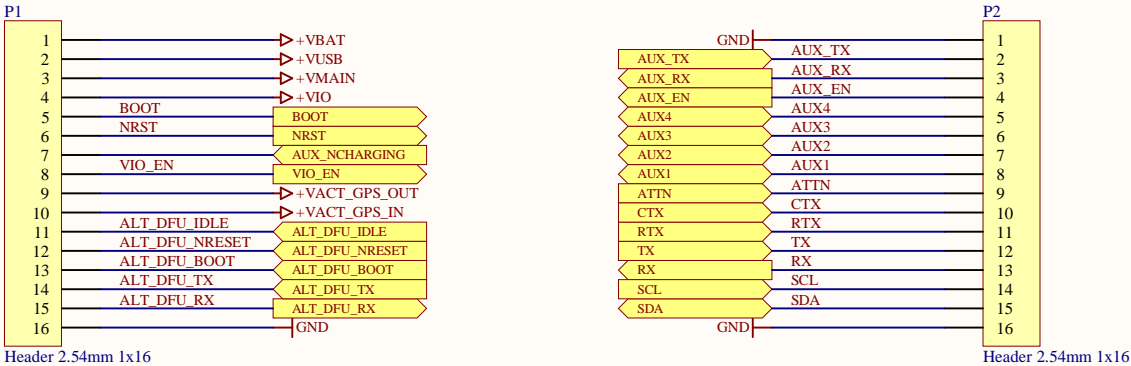 P1
1 +VBAT
2 +VUSB
3 +VMAIN
4 +VIO
BOOT
5 BOOT
NRST
6 NRST
7 AUX_NCHARGING
VIO_EN
8 VIO_EN
9 +VACT_GPS_OUT
10 +VACT_GPS_IN
ALT_DFU_IDLE
11 ALT_DFU_IDLE
ALT_DFU_NRESET
12 ALT_DFU_NRESET
ALT_DFU_BOOT
13 ALT_DFU_BOOT
ALT_DFU_TX
14 ALT_DFU_TX
ALT_DFU_RX
15 ALT_DFU_RX
16 GND
Header 2.54mm 1x16
P2
GND 1
AUX_TX
AUX_TX 2
AUX_RX
AUX_RX 3
AUX_EN
AUX_EN 4
AUX4
AUX4 5
AUX3
AUX3 6
AUX2
AUX2 7
AUX1
AUX1 8
ATTN
ATTN 9
CTX
CTX 10
RTX
RTX 11
TX
TX 12
RX
RX 13
SCL
SCL 14
SDA
SDA 15
GND 16
Header 2.54mm 1x16